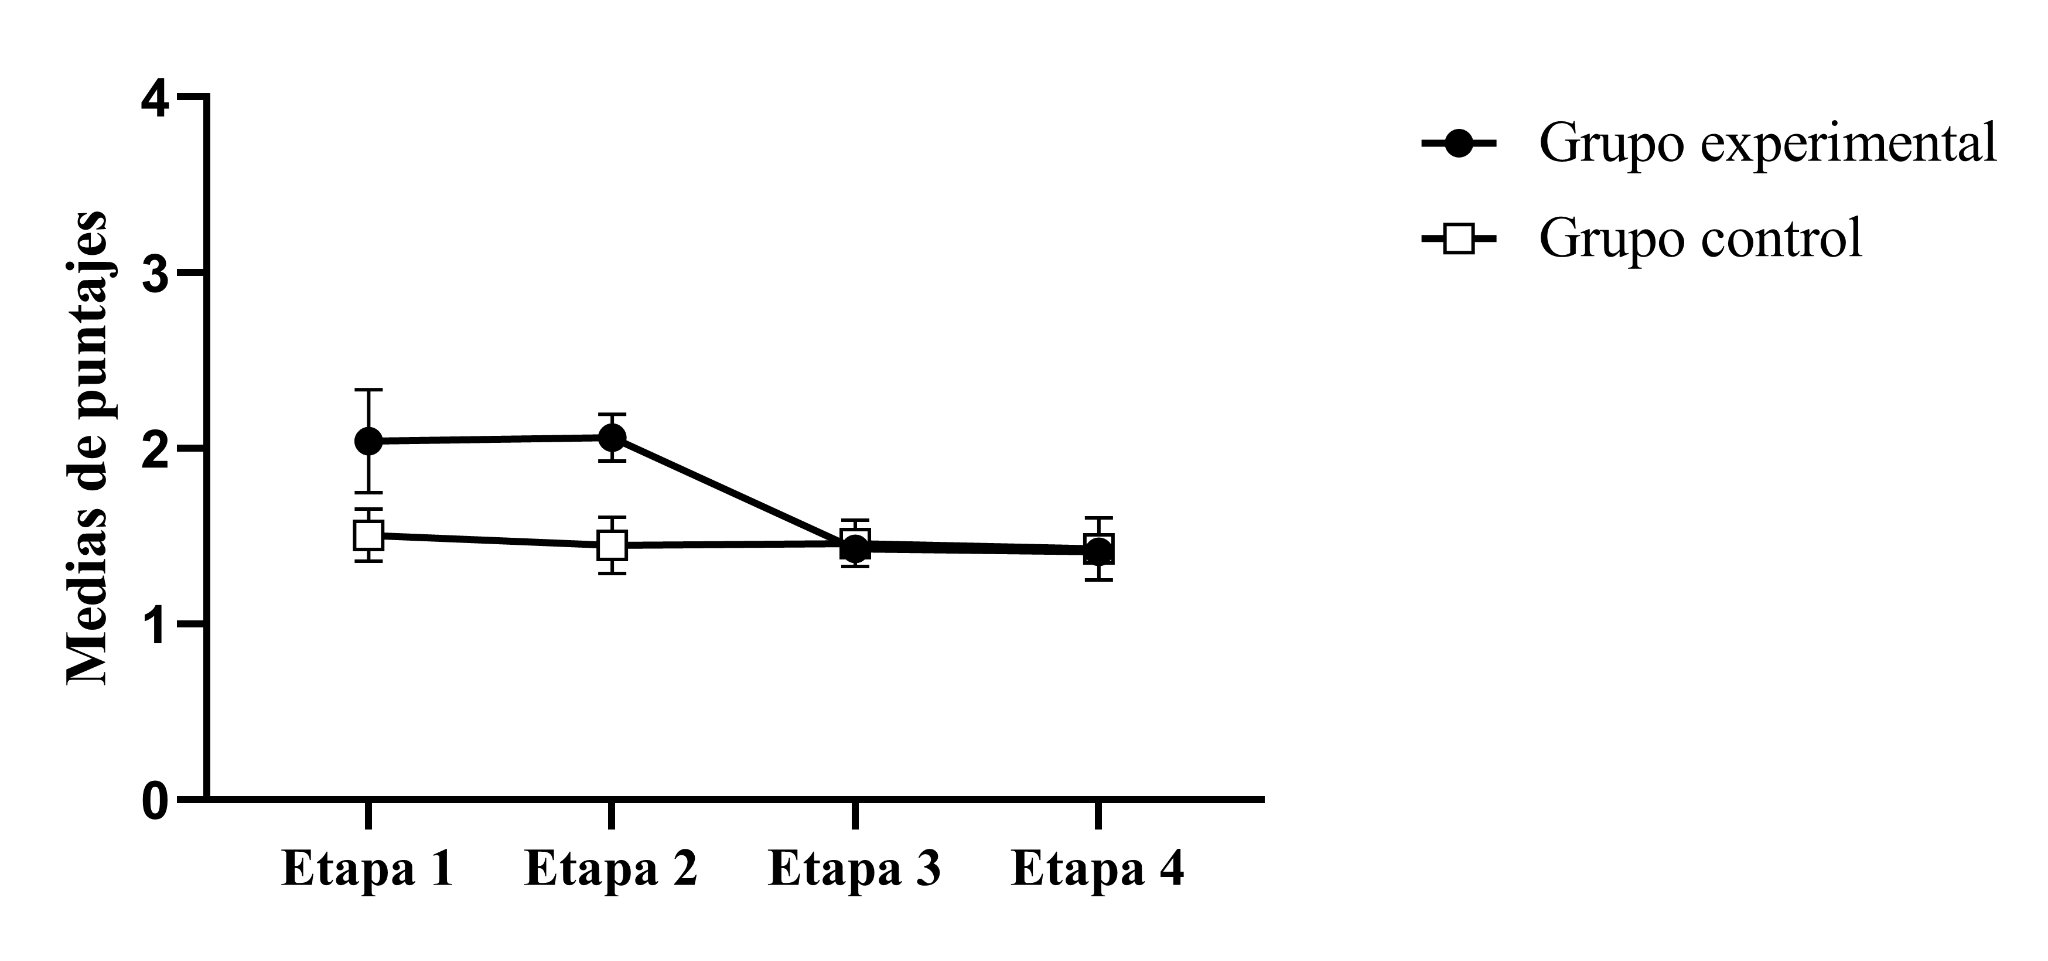 4
3
2
1
0
Medias de puntajes
Etapa 1
Etapa 2
Etapa 3
Etapa 4
Grupo experimental
Grupo control